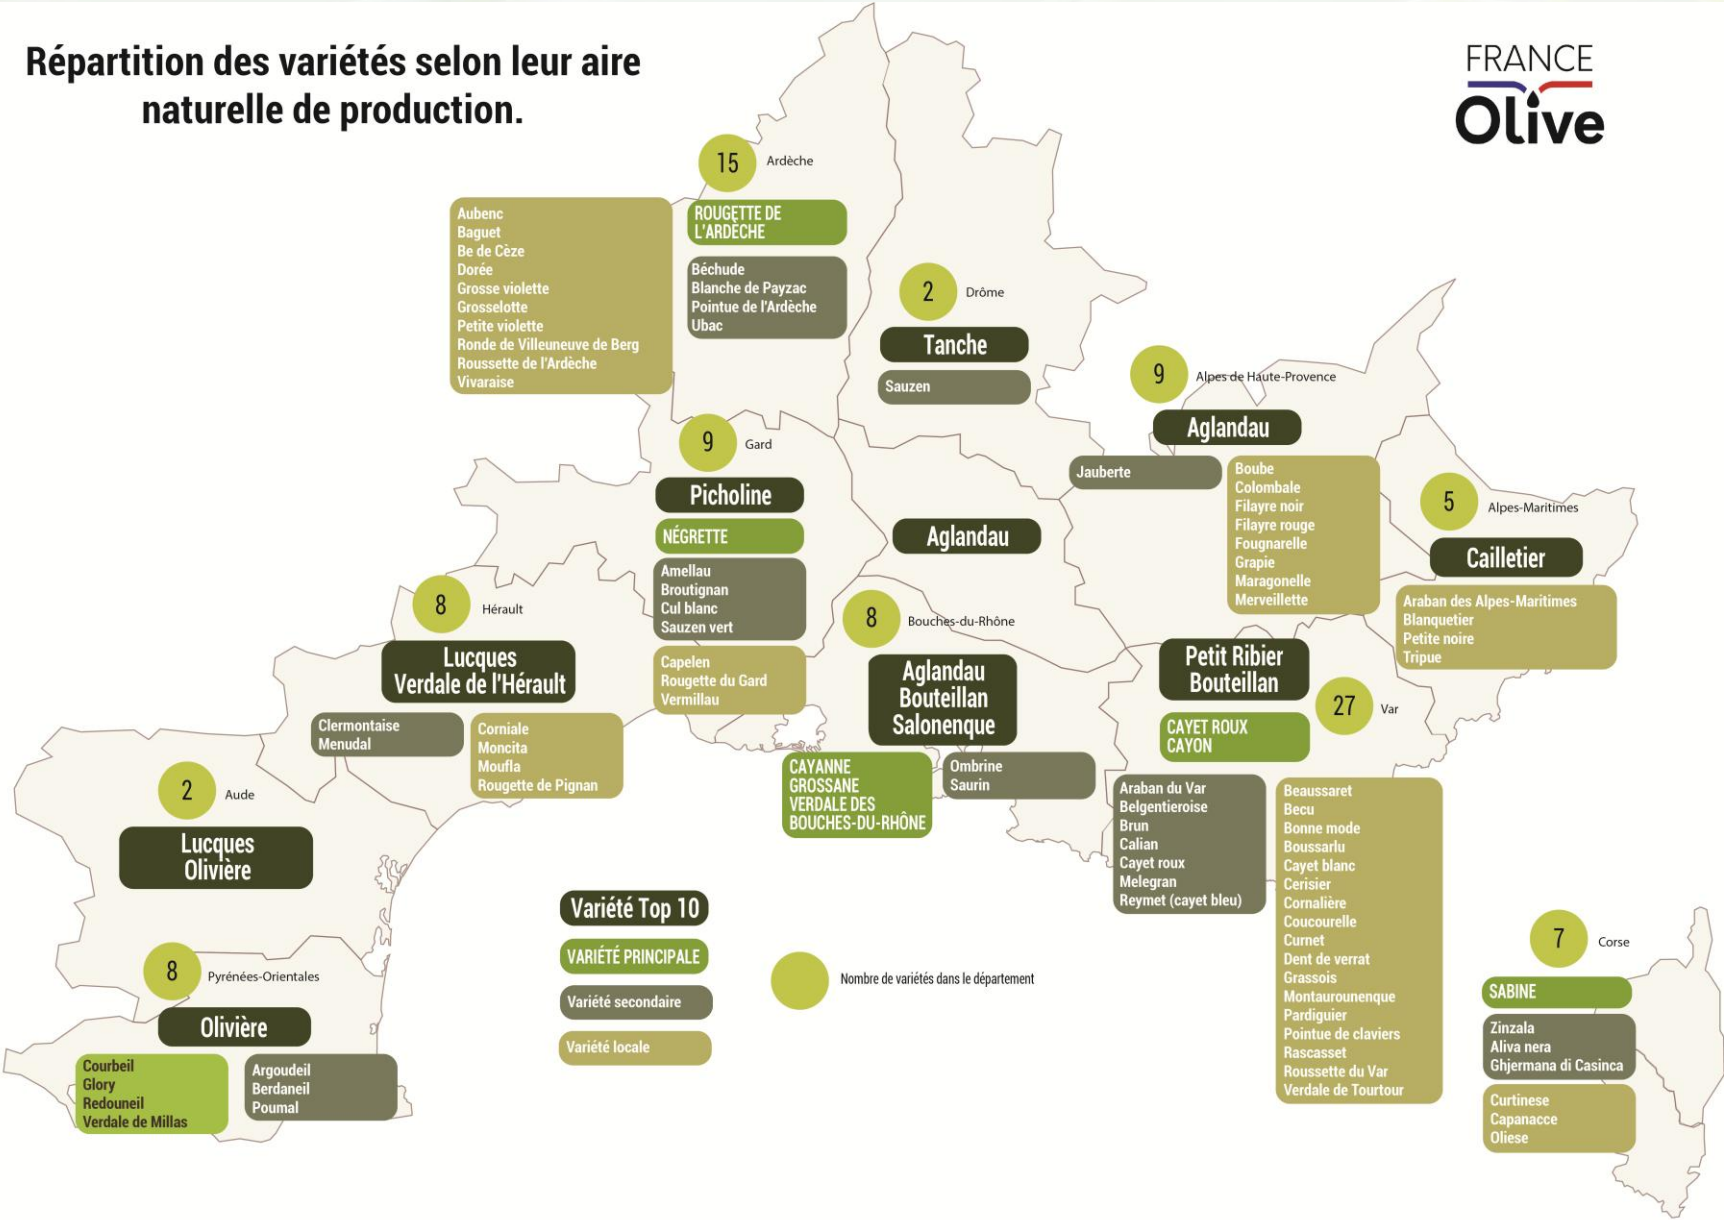 Répartition des variétés selon leur aire
naturelle de production.
FRANCE
Olive
15
Ardèche
Aubenc
Baguet
Be de Cèze
Dorée
Grosse violette
Grosselotte
Petite violette
Ronde de Villeuneuve de Berg
Roussette de l'Ardèche
Vivaraise
ROUGETTE DE
L'ARDÈCHE
Béchude
Blanche de Payzac
Pointue de l'Ardèche
Ubac
2
Drôme
Tanche
Sauzen
9
Alpes de Haute-Provence
Aglandau
Jauberte
Boube
Colombale
Filayre noir
Filayre rouge
Fougnarelle
Grapie
Maragonelle
Merveillette
9
Gard
Picholine
NÉGRETTE
Amellau
Broutignan
Cul blanc
Sauzen vert
Capelen
Rougette du Gard
Vermillau
Aglandau
5
Alpes-Maritimes
Cailletier
Araban des Alpes-Maritimes
Blanquetier
Petite noire
Tripue
8
Hérault
Lucques
Verdale de l'Hérault
Clermontaise
Menudal
Corniale
Moncita
Moufla
Rougette de Pignan
8
Bouches-du-Rhône
Aglandau
Bouteillan
Salonenque
CAYANNE
GROSSANE
VERDALE DES
BOUCHES-DU-RHÔNE
Ombrine
Saurin
Petit Ribier
Bouteillan
27
Var
CAYET ROUX
CAYON
Araban du Var
Belgentieroise
Brun
Calian
Cayet roux
Melegran
Reymet (cayet bleu)
Beaussaret
Becu
Bonne mode
Boussarlu
Cayet blanc
Cerisier
Cornalière
Coucourelle
Curnet
Dent de verrat
Grassois
Montaurounenque
Pardiguier
Pointue de claviers
Rascasset
Roussette du Var
Verdale de Tourtour
2
Aude
Lucques
Olivière
8
Pyrénées-Orientales
Olivière
Courbeil
Glory
Redouneil
Verdale de Millas
Argoudeil
Berdaneil
Poumal
Variété Top 10
VARIÉTÉ PRINCIPALE
Variété secondaire
Variété locale
Nombre de variétés dans le département
7
Corse
SABINE
Zinzala
Aliva nera
Ghjermana di Casinca
Curtinese
Capanacce
Oliese